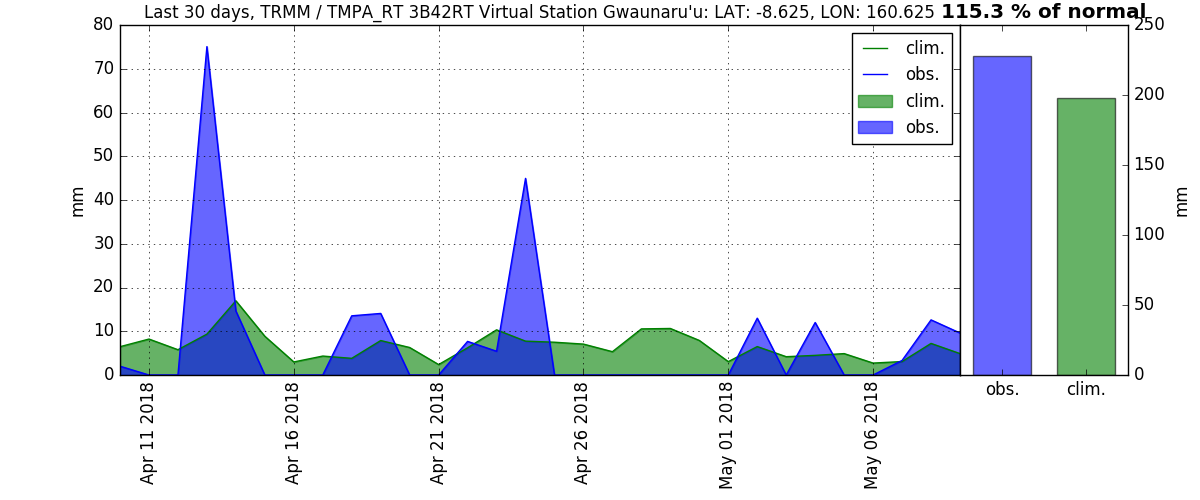 Last 30 days, TRMM / TMPA_RT 3B42RT Virtual Station Gwaunaru'u: LAT: -8.625, LON: 160.625 115.3 % of normal
80
70
60
50
40
30
20
10
0
mm
clim.
obs.
clim.
obs.
250
200
150
100
50
0
mm
obs.
clim.
Apr 11 2018
Apr 16 2018
Apr 21 2018
Apr 26 2018
May 01 2018
May 06 2018